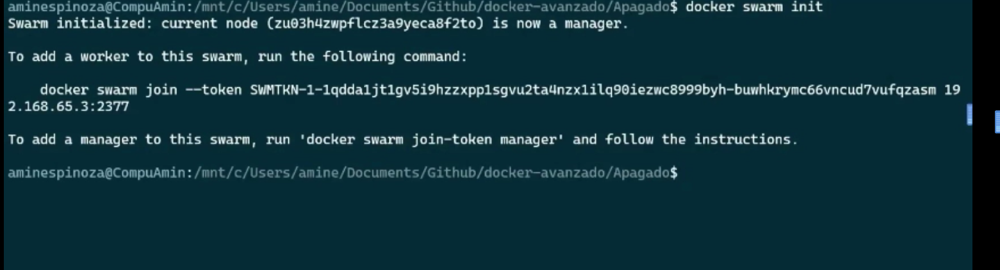 aminespinoza@CompuAmin:/mnt/c/Users/amine/Documents/Github/docker-avanzado/Apagado$ docker swarm init
Swarm initialized: current node (zu03h4zwpflcz3a9yeca8f2to) is now a manager.
To add a worker to this swarm, run the following command:
docker swarm join --token SWMTKN-1-1qdda1jt1gv5i9hzzxpp1sgvu2ta4nzx1ilq90iezwc8999byh-buwhkrymc66vncud7vufqzasm 19
2.168.65.3:2377
To add a manager to this swarm, run 'docker swarm join-token manager' and follow the instructions.
aminespinoza@CompuAmin:/mnt/c/Users/amine/Documents/Github/docker-avanzado/Apagado$